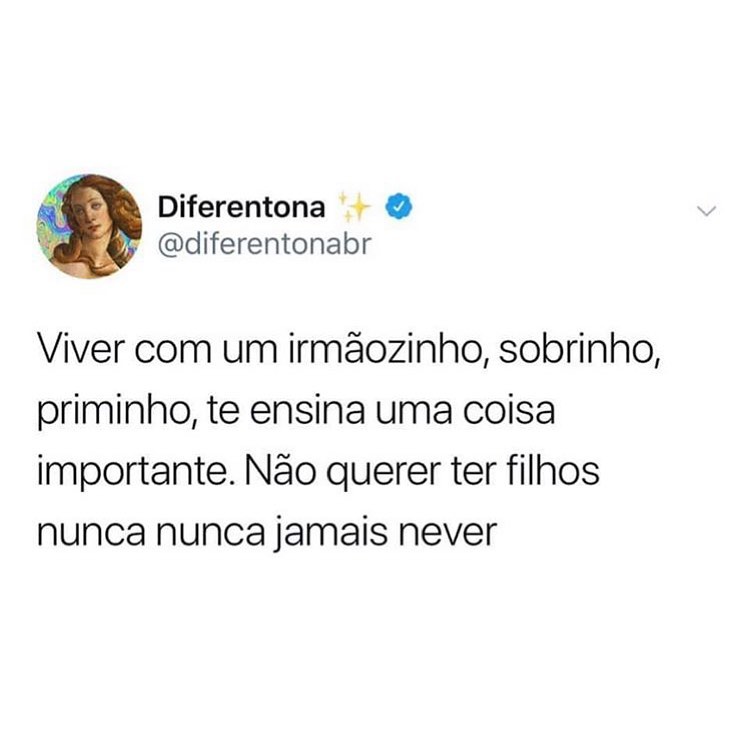 Diferentona ✨
@diferentonabr
Viver com um irmãozinho, sobrinho,
priminho, te ensina uma coisa
importante. Não querer ter filhos
nunca nunca jamais never